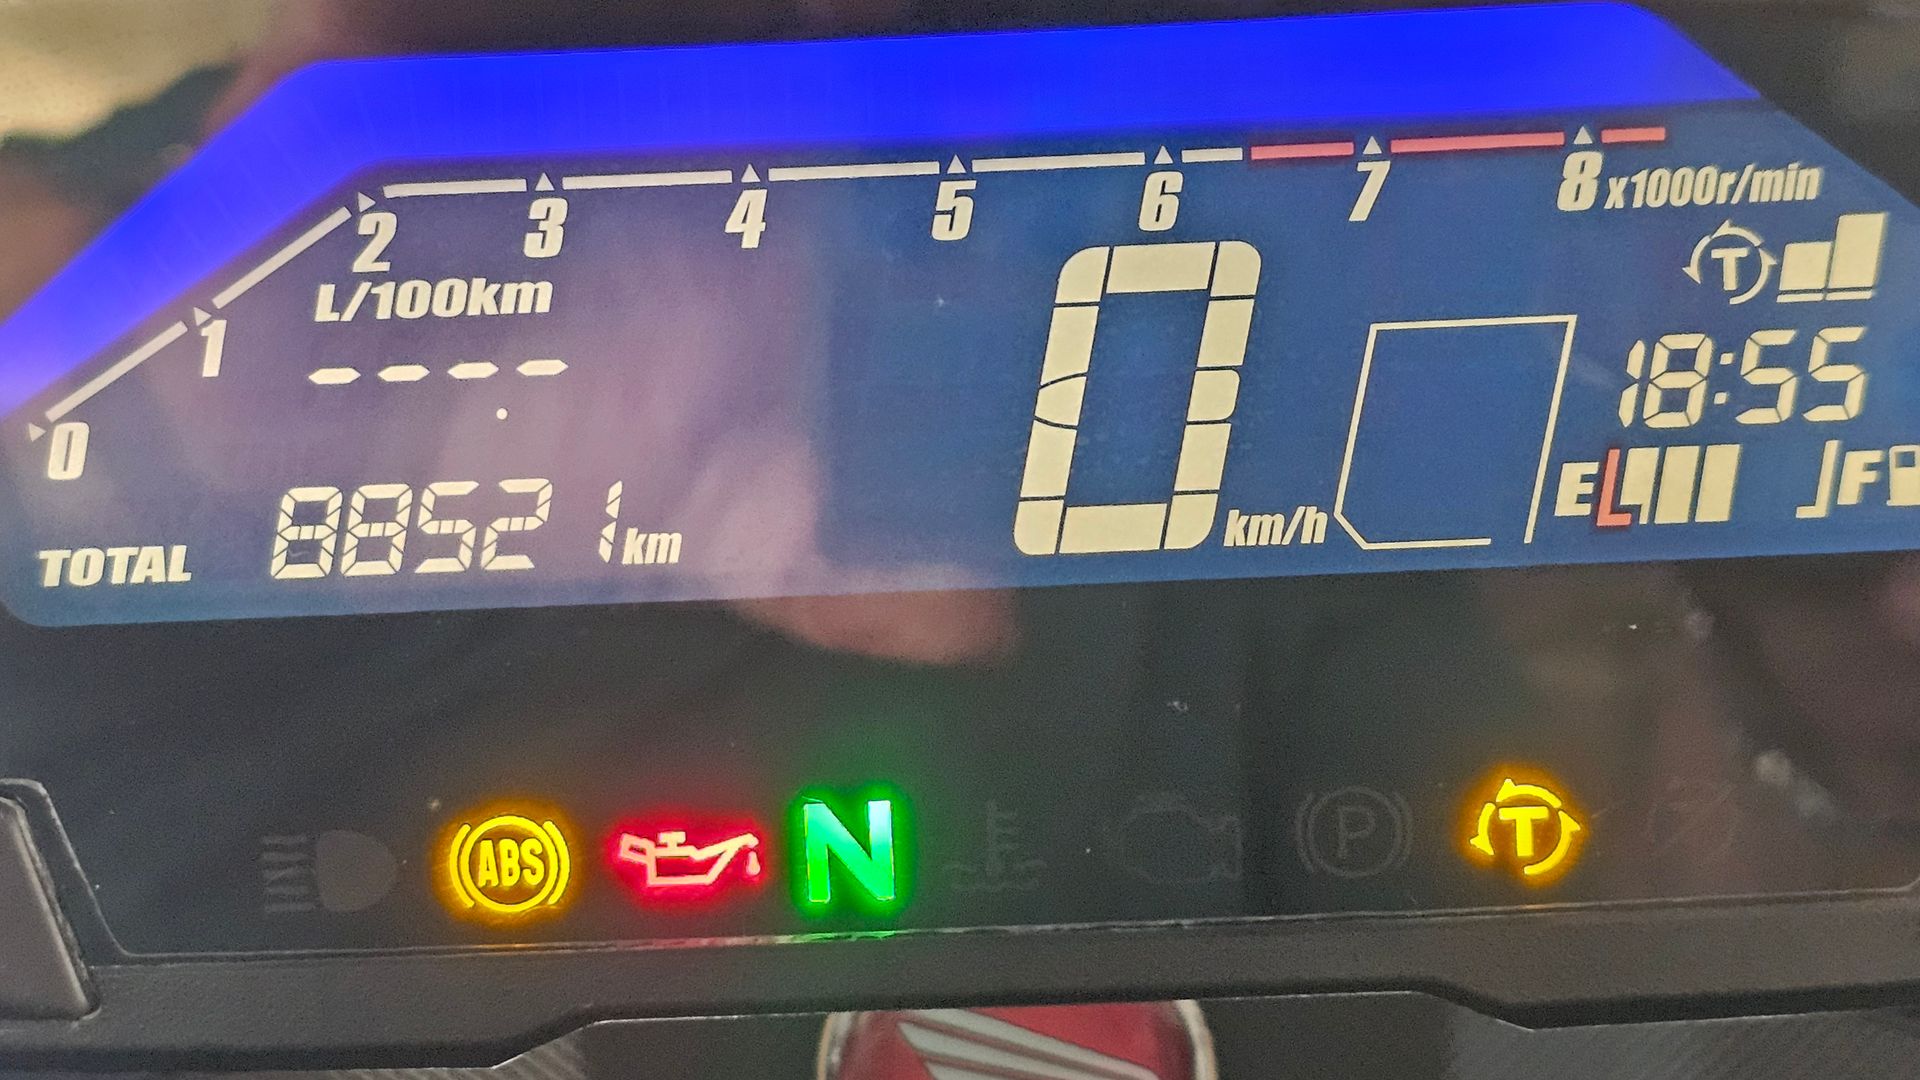 0 1 2 3 4 5 6 7 8 x1000r/min
L/100km
----
T
18:55
0 km/h
E F
TOTAL 88521 km
ABS N P T